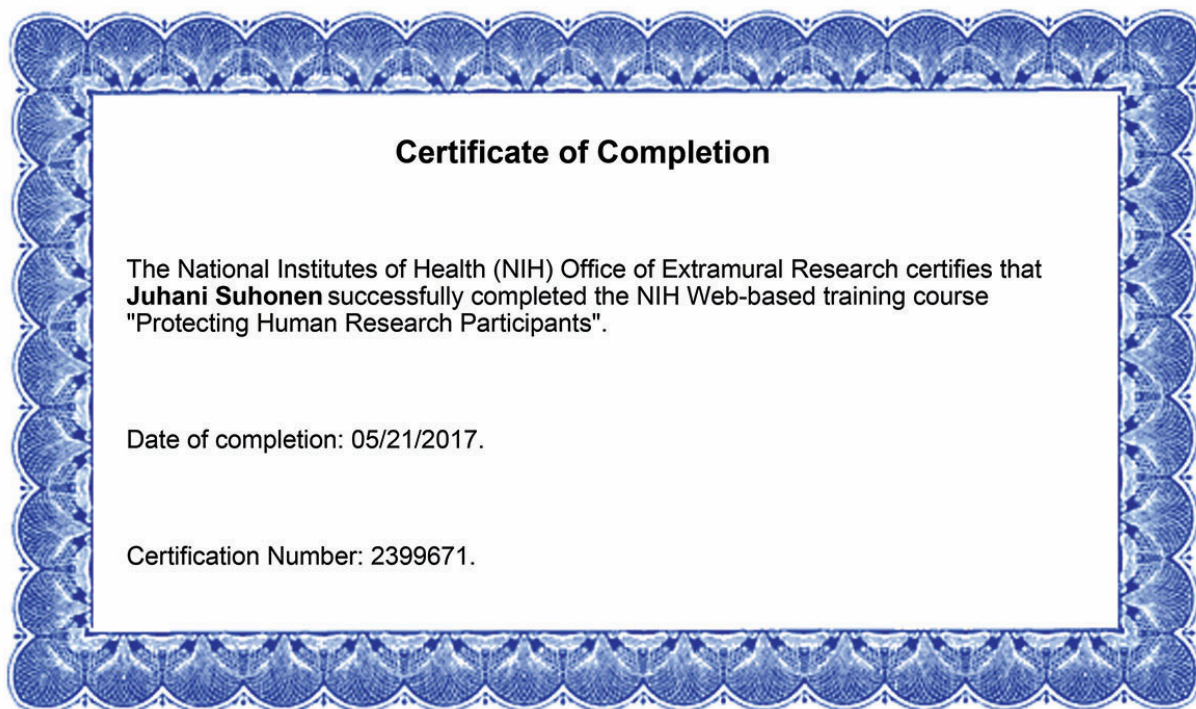 Certificate of Completion
The National Institutes of Health (NIH) Office of Extramural Research certifies that
Juhani Suhonen successfully completed the NIH Web-based training course
"Protecting Human Research Participants".
Date of completion: 05/21/2017.
Certification Number: 2399671.